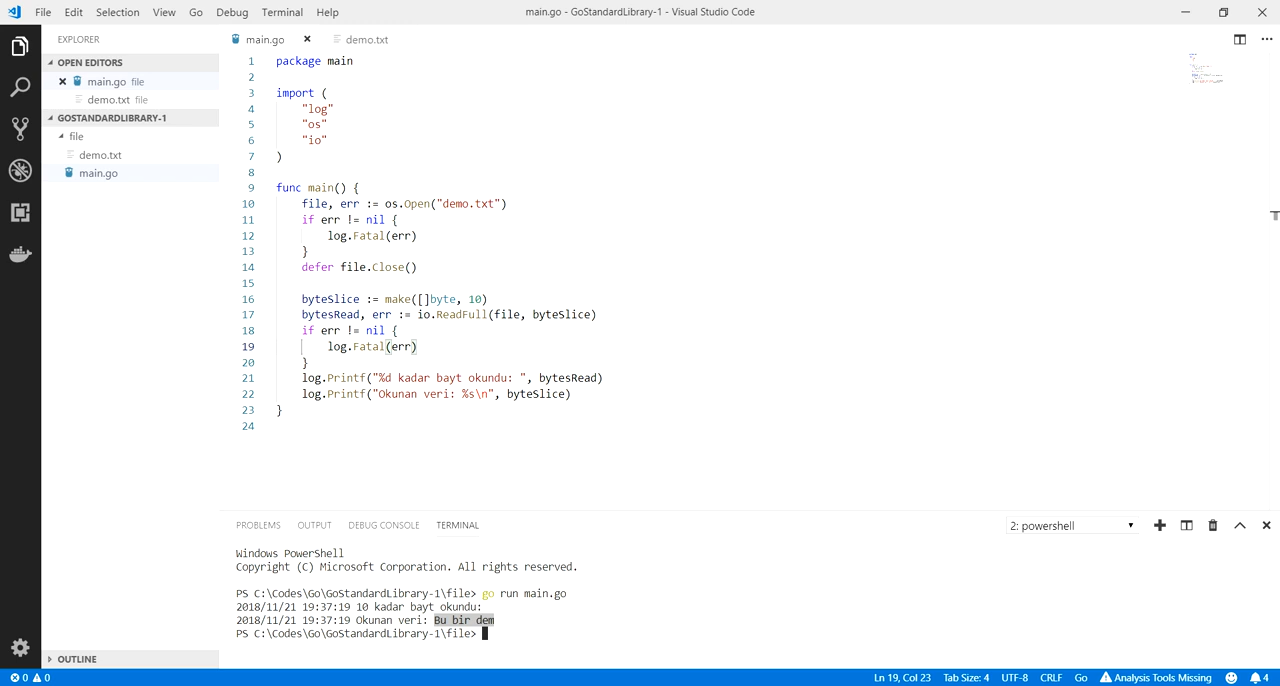 File Edit Selection View Go Debug Terminal Help
main.go - GoStandardLibrary-1 - Visual Studio Code
EXPLORER
OPEN EDITORS
main.go file
demo.txt file
GOSTANDARDLIBRARY-1
file
demo.txt
main.go
OUTLINE
main.go
demo.txt
1 package main
2
3 import (
4 "log"
5 "os"
6 "io"
7 )
8
9 func main() {
10 file, err := os.Open("demo.txt")
11 if err != nil {
12 log.Fatal(err)
13 }
14 defer file.Close()
15
16 byteSlice := make([]byte, 10)
17 bytesRead, err := io.ReadFull(file, byteSlice)
18 if err != nil {
19 log.Fatal(err)
20 }
21 log.Printf("%d kadar bayt okundu: ", bytesRead)
22 log.Printf("Okunan veri: %s\n", byteSlice)
23 }
24
PROBLEMS OUTPUT DEBUG CONSOLE TERMINAL
2: powershell
Windows PowerShell
Copyright (C) Microsoft Corporation. All rights reserved.
PS C:\Codes\Go\GoStandardLibrary-1\file> go run main.go
2018/11/21 19:37:19 10 kadar bayt okundu:
2018/11/21 19:37:19 Okunan veri: Bu bir dem
PS C:\Codes\Go\GoStandardLibrary-1\file>
0 0
Ln 19, Col 23 Tab Size: 4 UTF-8 CRLF Go Analysis Tools Missing 4